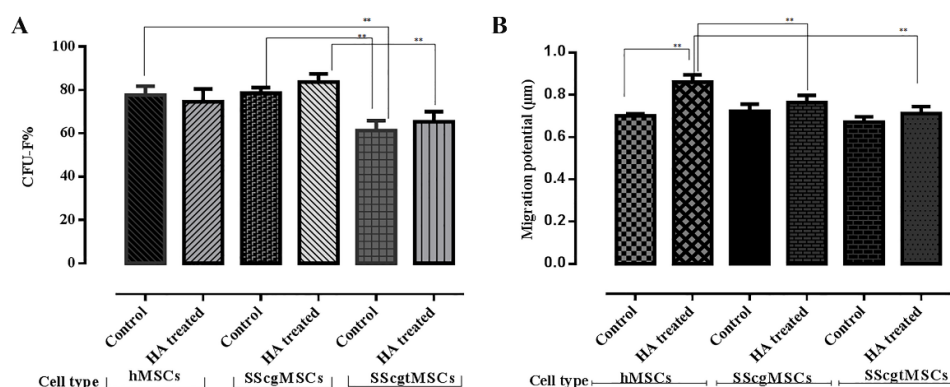 A
**
**
**
100
80
60
40
80
0
CFU-F%
Control
HA treated
Control
HA treated
Control
HA treated
Cell type
hMSCs
SScgMSCs
SScgtMSCs
B
**
**
**
1.0
0.8
0.6
0.4
0.2
0.0
Migration potential (µm)
Control
HA treated
Control
HA treated
Control
HA treated
Cell type
hMSCs
SScgMSCs
SScgtMSCs